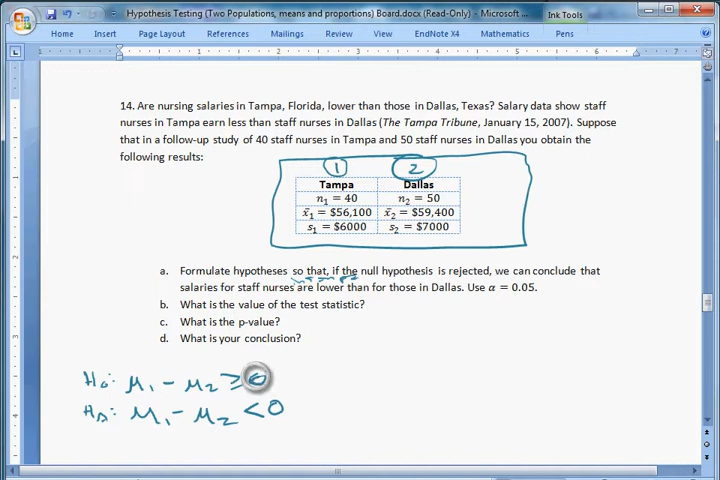 Hypothesis Testing (Two Populations, means and proportions) Board.docx (Read-Only) - Microsoft ...
Ink Tools
Home Insert Page Layout References Mailings Review View EndNote X4 Mathematics Pens
14. Are nursing salaries in Tampa, Florida, lower than those in Dallas, Texas? Salary data show staff
nurses in Tampa earn less than staff nurses in Dallas (The Tampa Tribune, January 15, 2007). Suppose
that in a follow-up study of 40 staff nurses in Tampa and 50 staff nurses in Dallas you obtain the
following results:
1 2
Tampa Dallas
n₁ = 40 n₂ = 50
x̄₁ = $56,100 x̄₂ = $59,400
s₁ = $6000 s₂ = $7000
a. Formulate hypotheses so that, if the null hypothesis is rejected, we can conclude that
salaries for staff nurses are lower than for those in Dallas. Use α = 0.05.
b. What is the value of the test statistic?
c. What is the p-value?
d. What is your conclusion?
H₀: μ₁ - μ₂ ≥ 0
Hₐ: μ₁ - μ₂ < 0